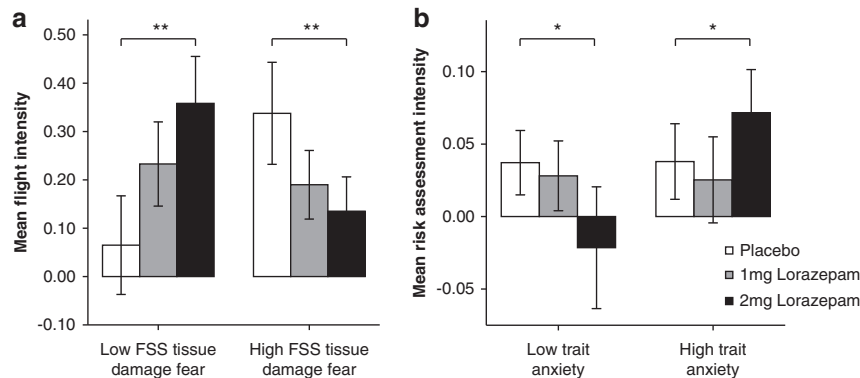 a
**
**
0.50
0.40
0.30
0.20
0.10
0.00
-0.10
Mean flight intensity
Low FSS tissue
damage fear
High FSS tissue
damage fear
b
*
*
0.10
0.05
0.00
-0.05
Mean risk assessment intensity
Low trait
anxiety
High trait
anxiety
Placebo
1mg Lorazepam
2mg Lorazepam